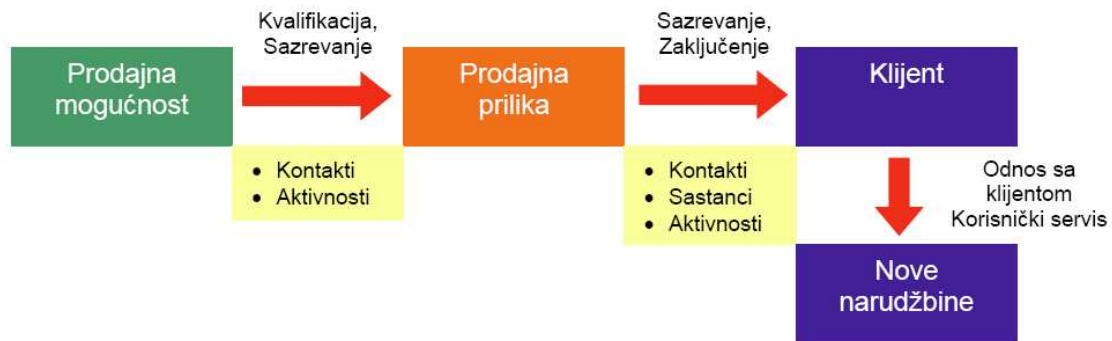 Kvalifikacija,
Sazrevanje
Sazrevanje,
Zaključenje
Prodajna
mogućnost
Prodajna
prilika
Klijent
• Kontakti
• Aktivnosti
• Kontakti
• Sastanci
• Aktivnosti
Odnos sa
klijentom
Korisnički servis
Nove
narudžbine